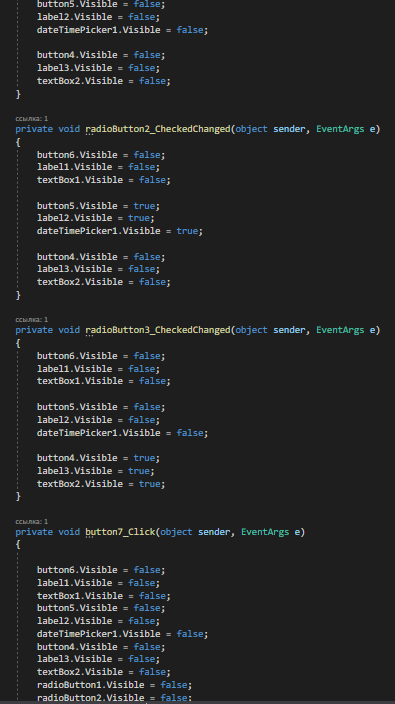 button5.Visible = false;
label2.Visible = false;
dateTimePicker1.Visible = false;
button4.Visible = false;
label3.Visible = false;
textBox2.Visible = false;
}
ссылка: 1
private void radioButton2_CheckedChanged(object sender, EventArgs e)
{
button6.Visible = false;
label1.Visible = false;
textBox1.Visible = false;
button5.Visible = true;
label2.Visible = true;
dateTimePicker1.Visible = true;
button4.Visible = false;
label3.Visible = false;
textBox2.Visible = false;
}
ссылка: 1
private void radioButton3_CheckedChanged(object sender, EventArgs e)
{
button6.Visible = false;
label1.Visible = false;
textBox1.Visible = false;
button5.Visible = false;
label2.Visible = false;
dateTimePicker1.Visible = false;
button4.Visible = true;
label3.Visible = true;
textBox2.Visible = true;
}
ссылка: 1
private void button7_Click(object sender, EventArgs e)
{
button6.Visible = false;
label1.Visible = false;
textBox1.Visible = false;
button5.Visible = false;
label2.Visible = false;
dateTimePicker1.Visible = false;
button4.Visible = false;
label3.Visible = false;
textBox2.Visible = false;
radioButton1.Visible = false;
radioButton2.Visible = false;